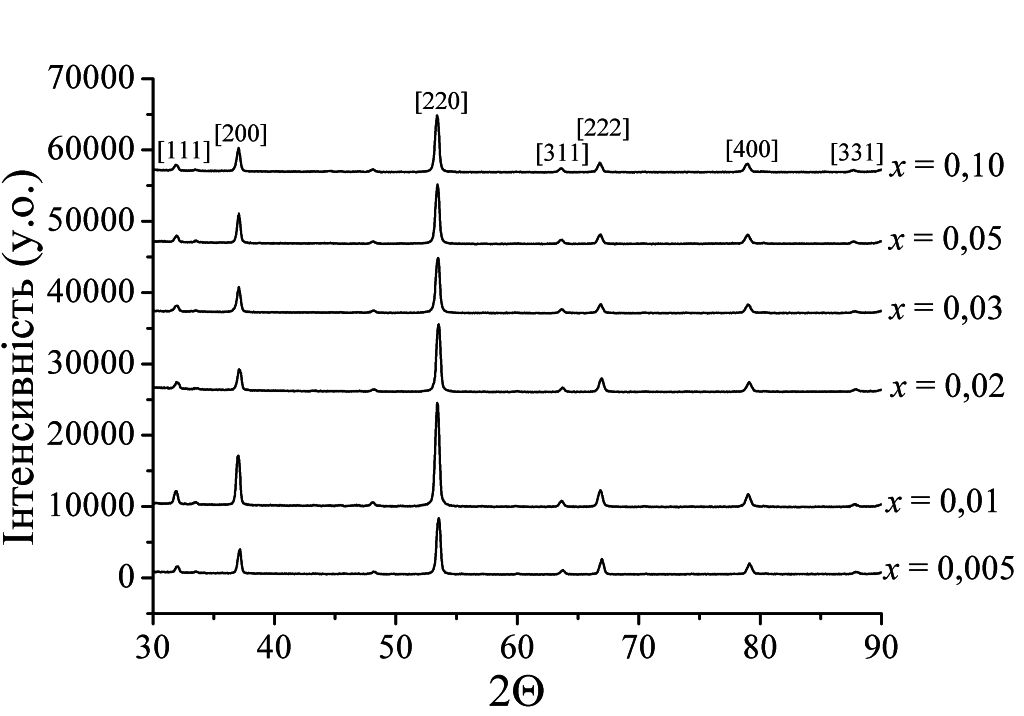 Інтенсивність (у.о.)
70000
60000
50000
40000
30000
20000
10000
0
[111]
[200]
[220]
[311]
[222]
[400]
[331]
x = 0,10
x = 0,05
x = 0,03
x = 0,02
x = 0,01
x = 0,005
30 40 50 60 70 80 90
2Θ